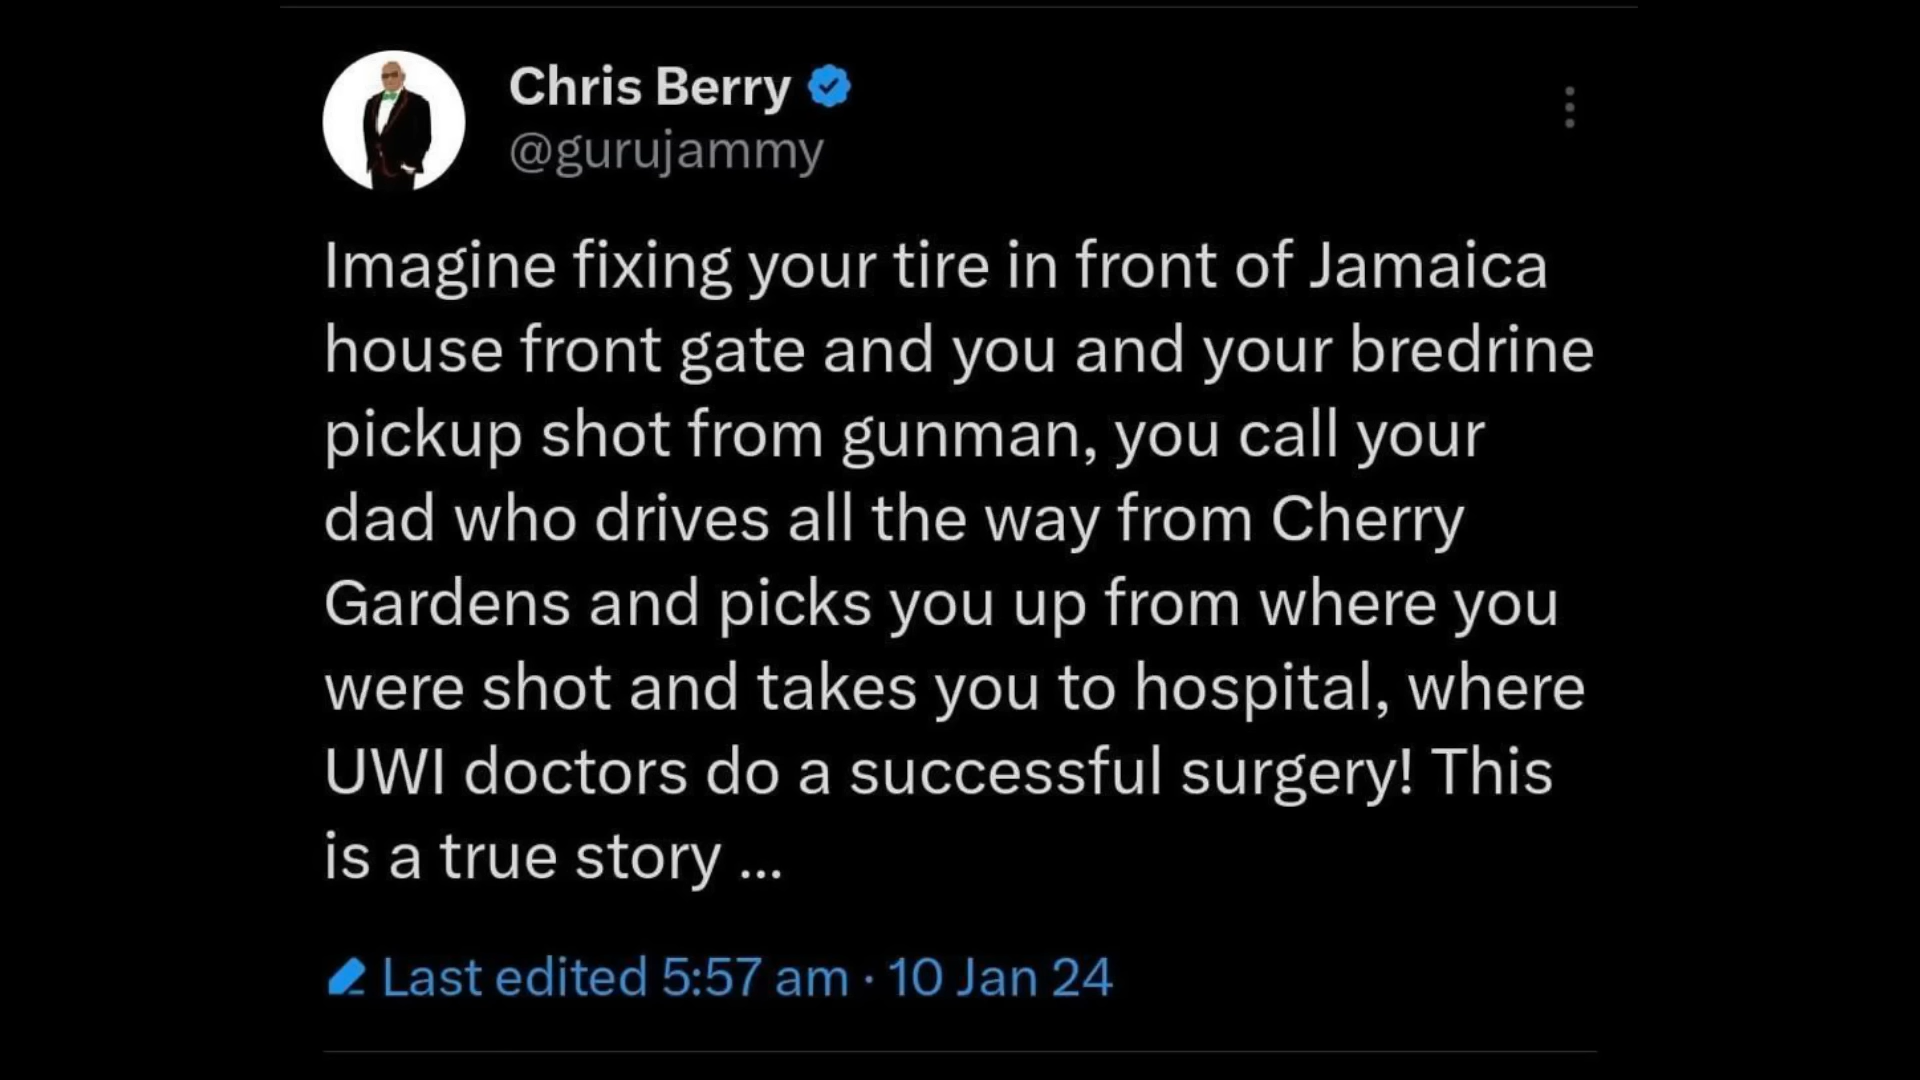 Chris Berry
@gurujammy
Imagine fixing your tire in front of Jamaica
house front gate and you and your bredrine
pickup shot from gunman, you call your
dad who drives all the way from Cherry
Gardens and picks you up from where you
were shot and takes you to hospital, where
UWI doctors do a successful surgery! This
is a true story ...
Last edited 5:57 am · 10 Jan 24